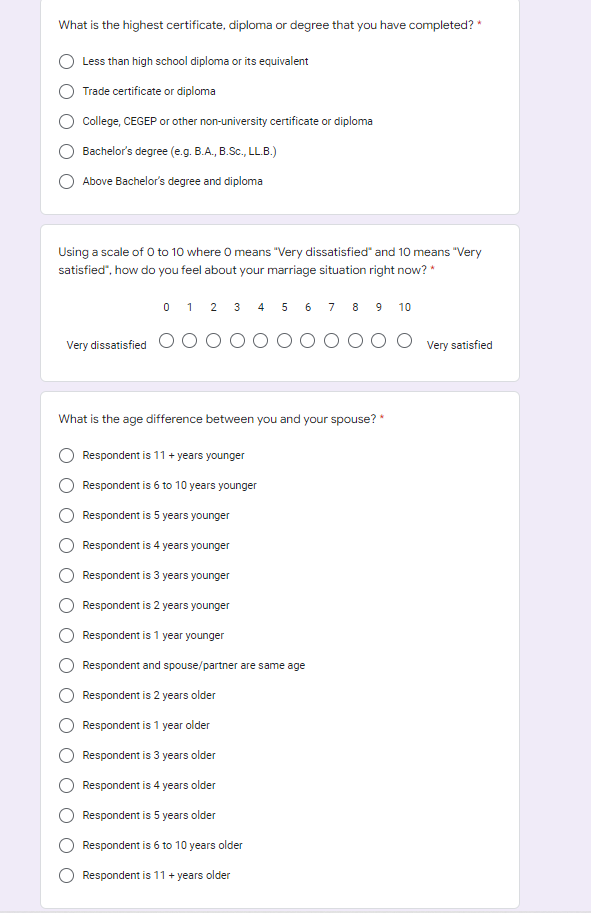 What is the highest certificate, diploma or degree that you have completed? *
Less than high school diploma or its equivalent
Trade certificate or diploma
College, CEGEP or other non-university certificate or diploma
Bachelor's degree (e.g. B.A., B.Sc., LL.B.)
Above Bachelor's degree and diploma
Using a scale of 0 to 10 where 0 means "Very dissatisfied" and 10 means "Very
satisfied", how do you feel about your marriage situation right now? *
0 1 2 3 4 5 6 7 8 9 10
Very dissatisfied Very satisfied
What is the age difference between you and your spouse? *
Respondent is 11 + years younger
Respondent is 6 to 10 years younger
Respondent is 5 years younger
Respondent is 4 years younger
Respondent is 3 years younger
Respondent is 2 years younger
Respondent is 1 year younger
Respondent and spouse/partner are same age
Respondent is 2 years older
Respondent is 1 year older
Respondent is 3 years older
Respondent is 4 years older
Respondent is 5 years older
Respondent is 6 to 10 years older
Respondent is 11 + years older